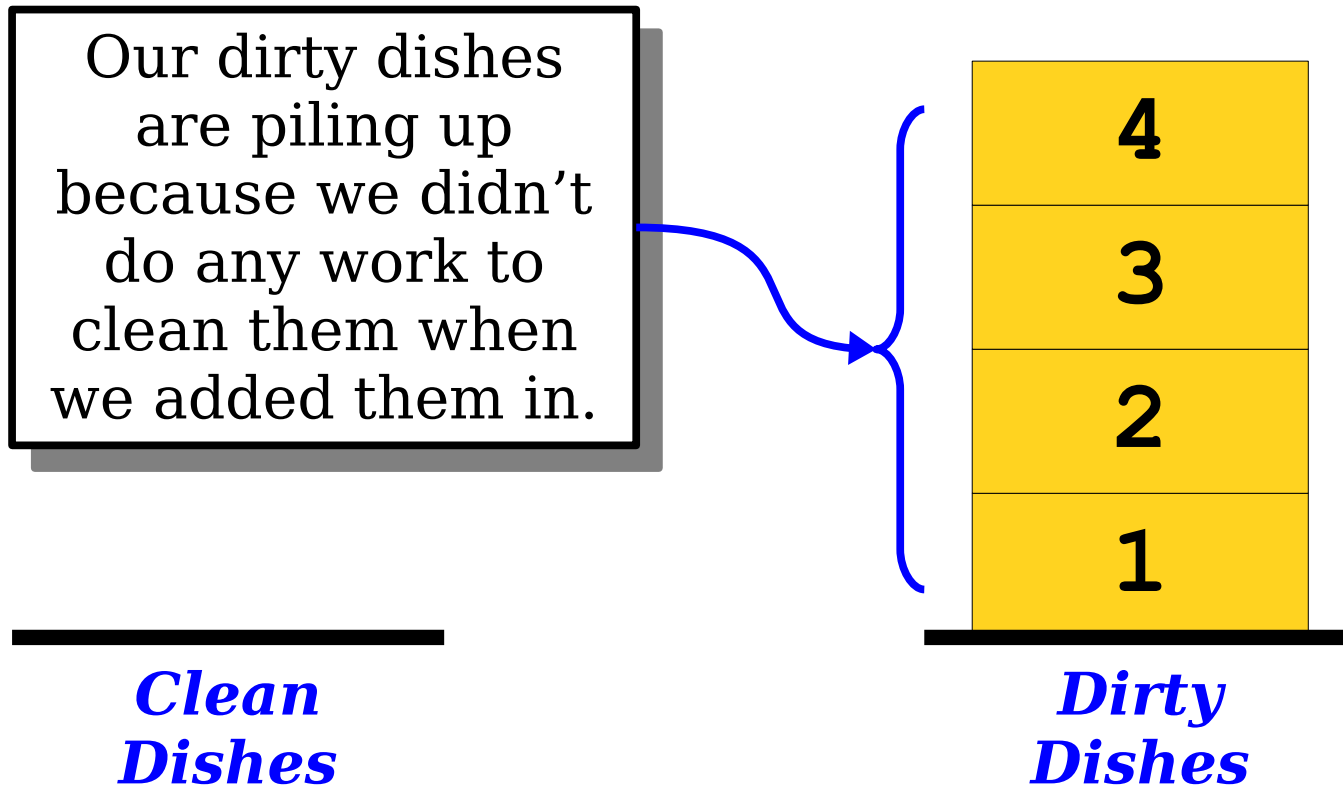 Our dirty dishes
are piling up
because we didn’t
do any work to
clean them when
we added them in.
4
3
2
1
Clean
Dishes
Dirty
Dishes